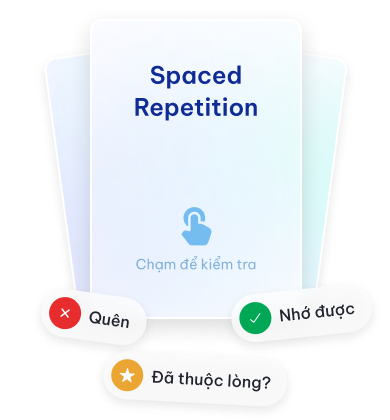 Spaced
Repetition
Chạm để kiểm tra
Quên
Nhớ được
Đã thuộc lòng?